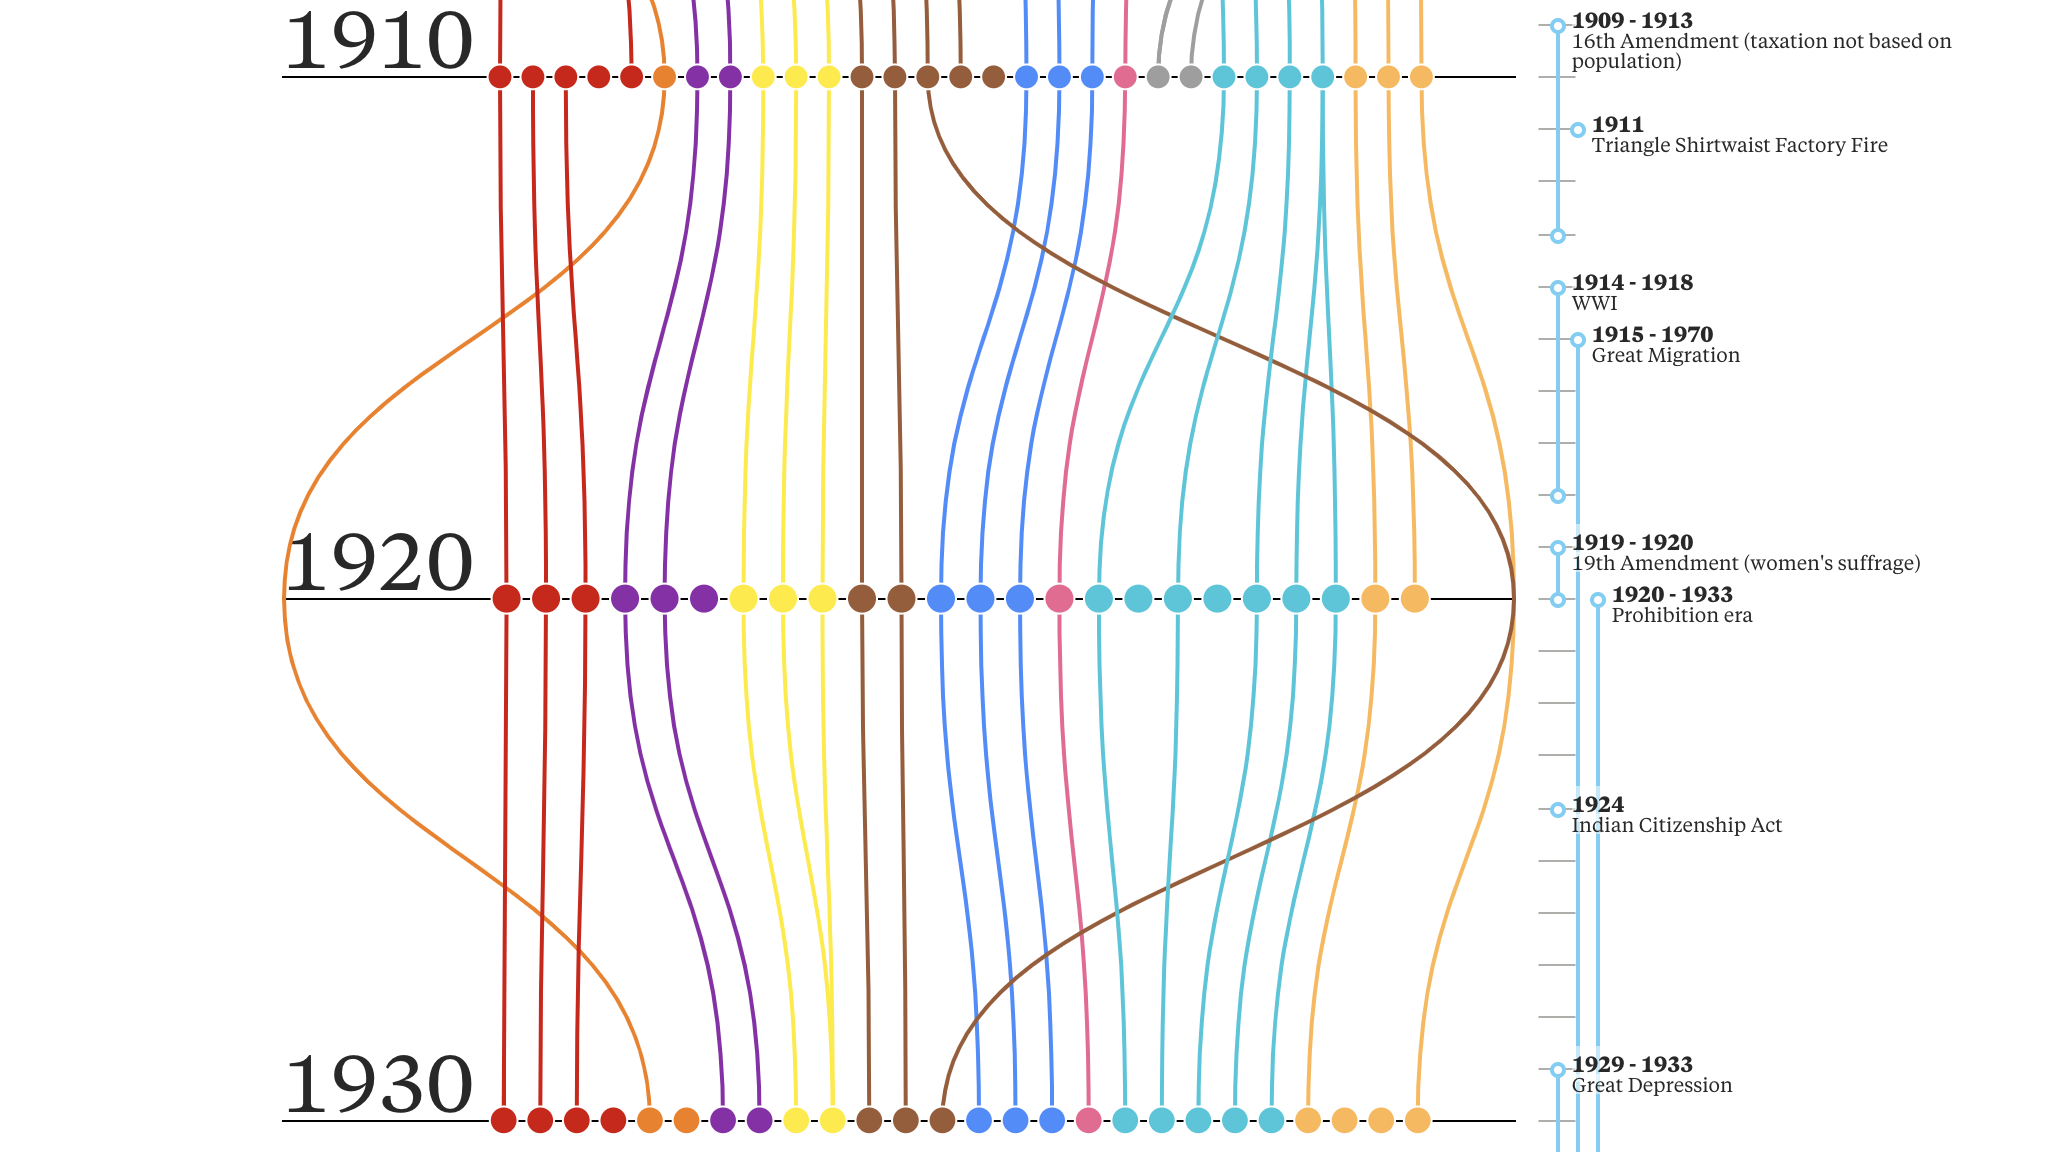 1910
1909 - 1913
16th Amendment (taxation not based on
population)
1911
Triangle Shirtwaist Factory Fire
1914 - 1918
WWI
1915 - 1970
Great Migration
1920
1919 - 1920
19th Amendment (women's suffrage)
1920 - 1933
Prohibition era
1924
Indian Citizenship Act
1930
1929 - 1933
Great Depression